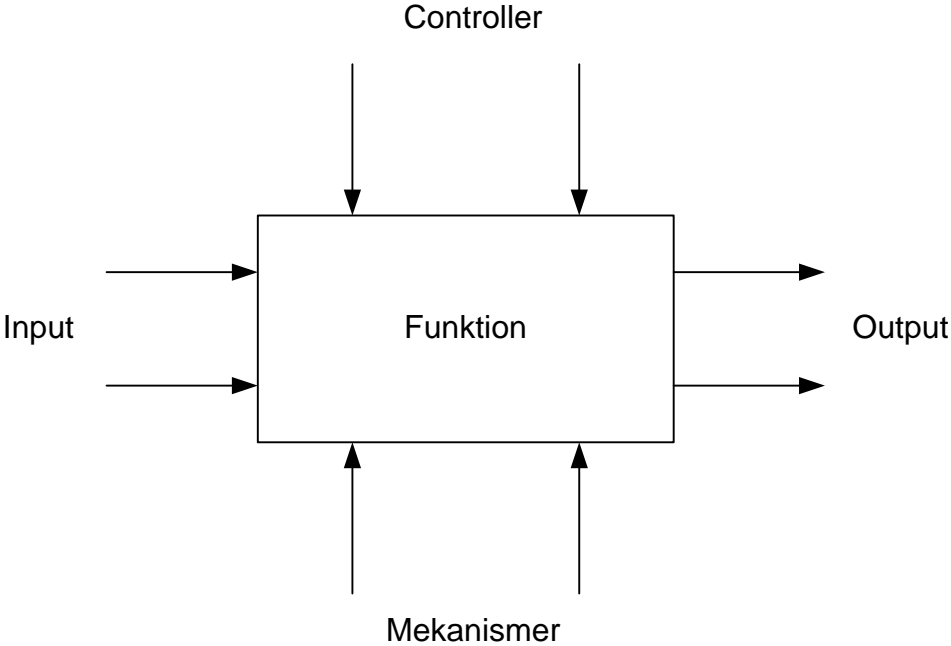 Controller
Input
Funktion
Output
Mekanismer